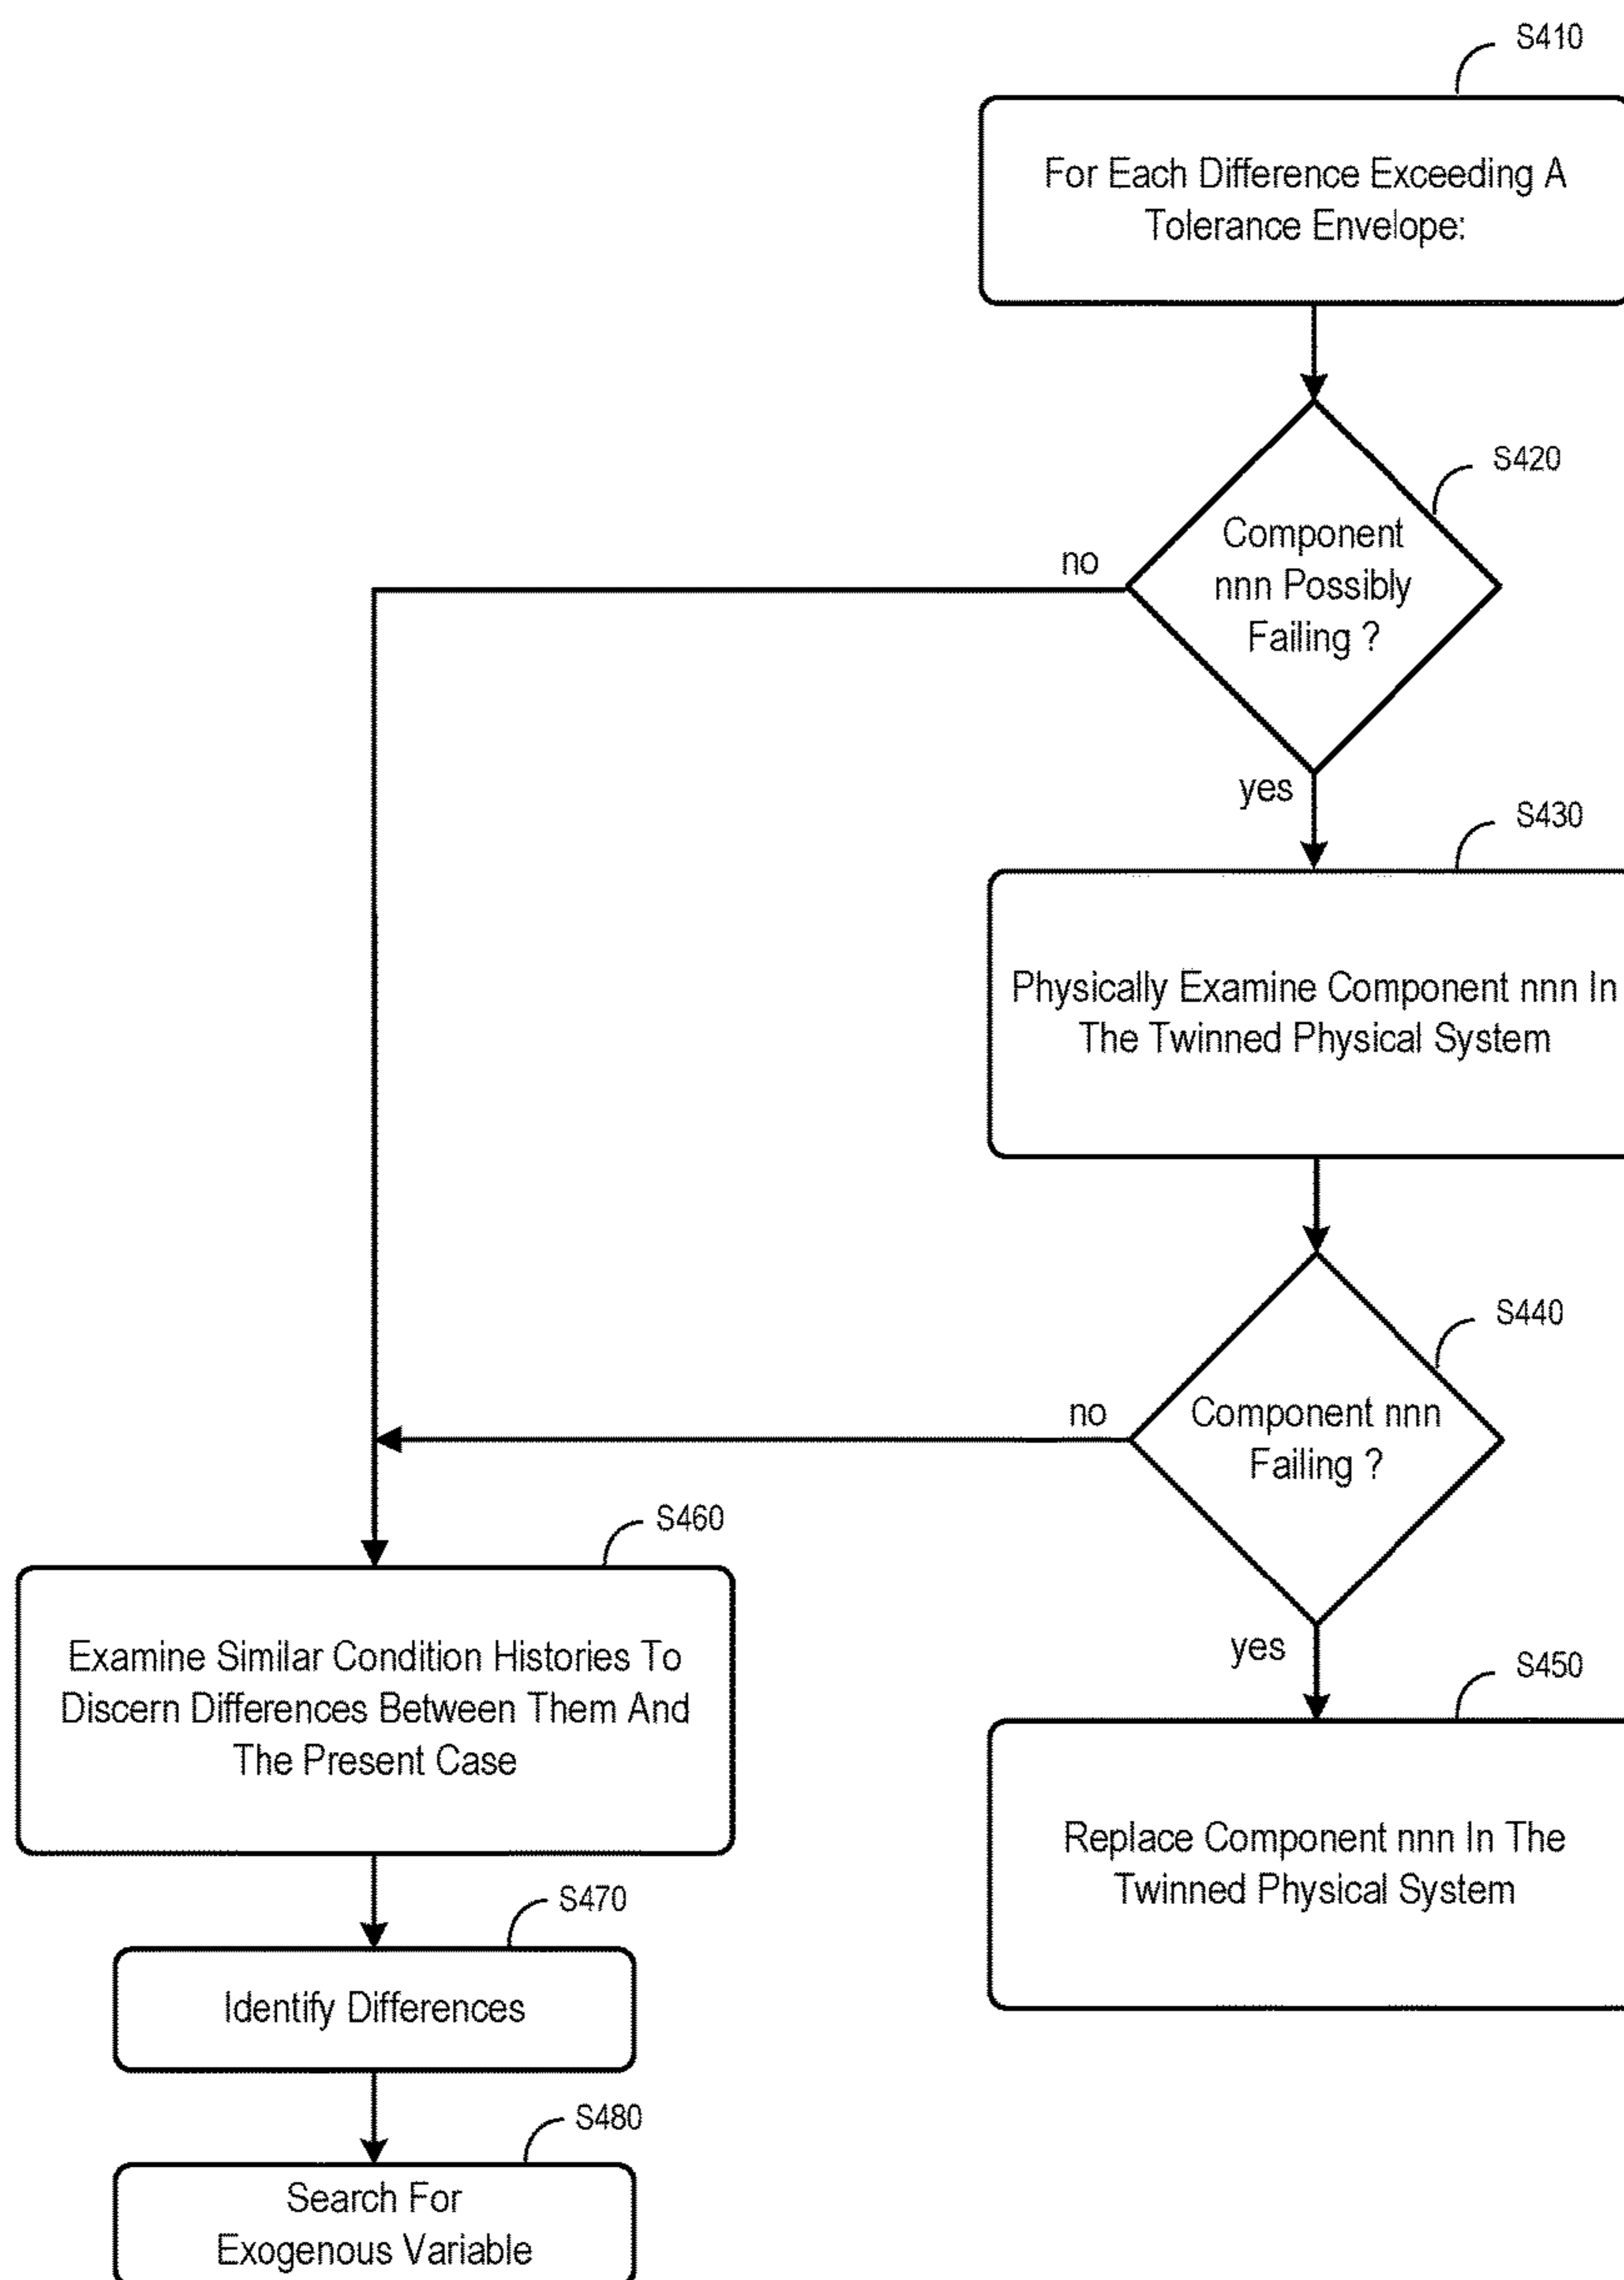 S410
For Each Difference Exceeding A
Tolerance Envelope:
S420
Component
nnn Possibly
Failing ?
no
yes
S430
Physically Examine Component nnn In
The Twinned Physical System
S440
Component nnn
Failing ?
no
yes
S450
Replace Component nnn In The
Twinned Physical System
S460
Examine Similar Condition Histories To
Discern Differences Between Them And
The Present Case
S470
Identify Differences
S480
Search For
Exogenous Variable